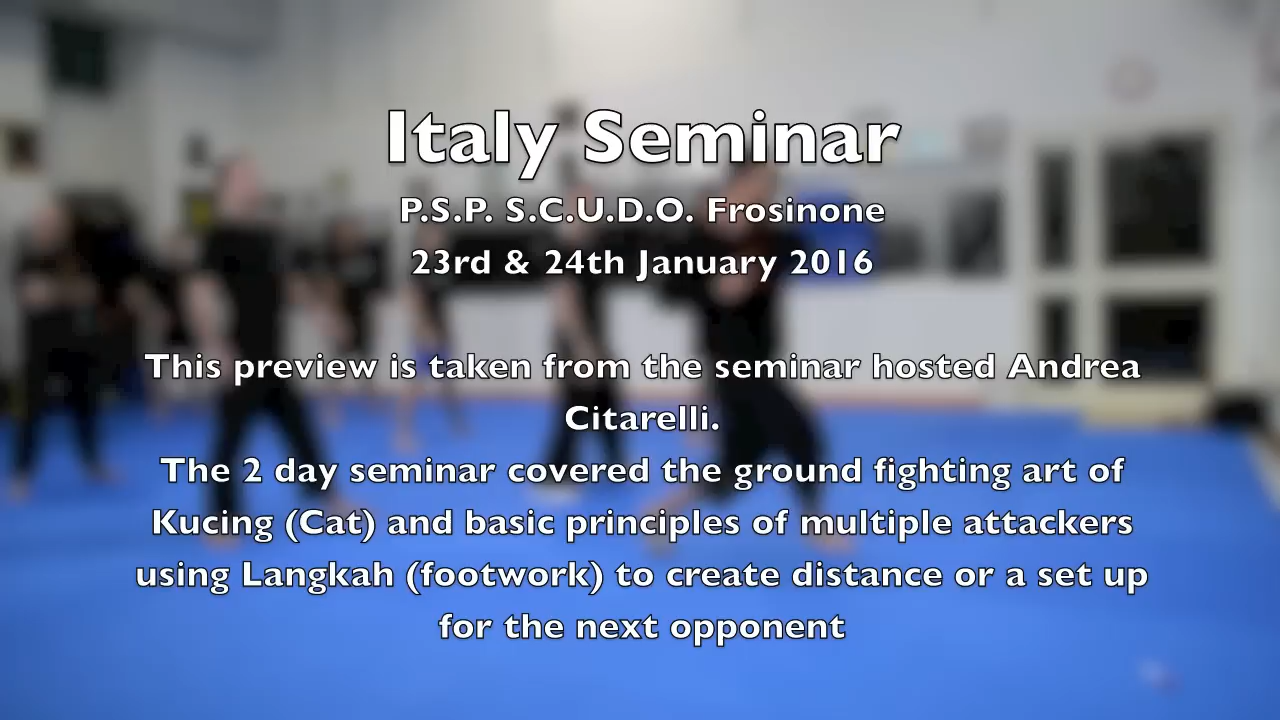 Italy Seminar
P.S.P. S.C.U.D.O. Frosinone
23rd & 24th January 2016
This preview is taken from the seminar hosted Andrea
Citarelli.
The 2 day seminar covered the ground fighting art of
Kucing (Cat) and basic principles of multiple attackers
using Langkah (footwork) to create distance or a set up
for the next opponent